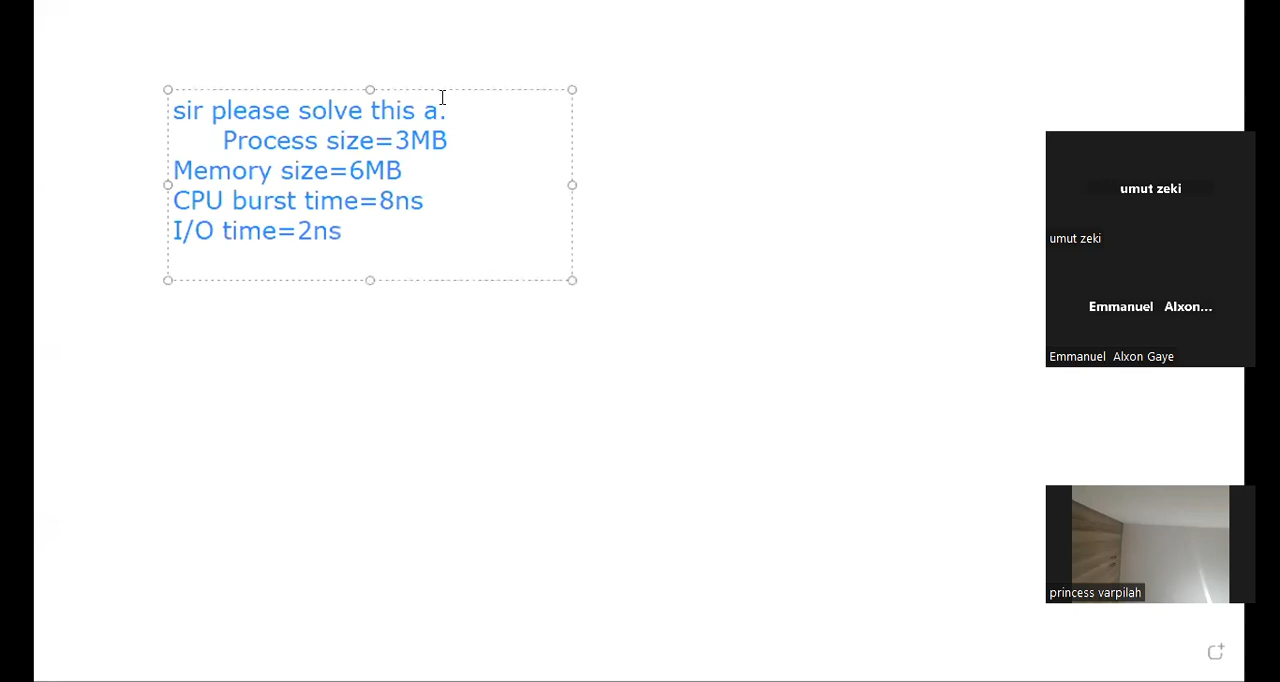 sir please solve this a.
Process size=3MB
Memory size=6MB
CPU burst time=8ns
I/O time=2ns
umut zeki
umut zeki
Emmanuel Alxon...
Emmanuel Alxon Gaye
princess varpilah